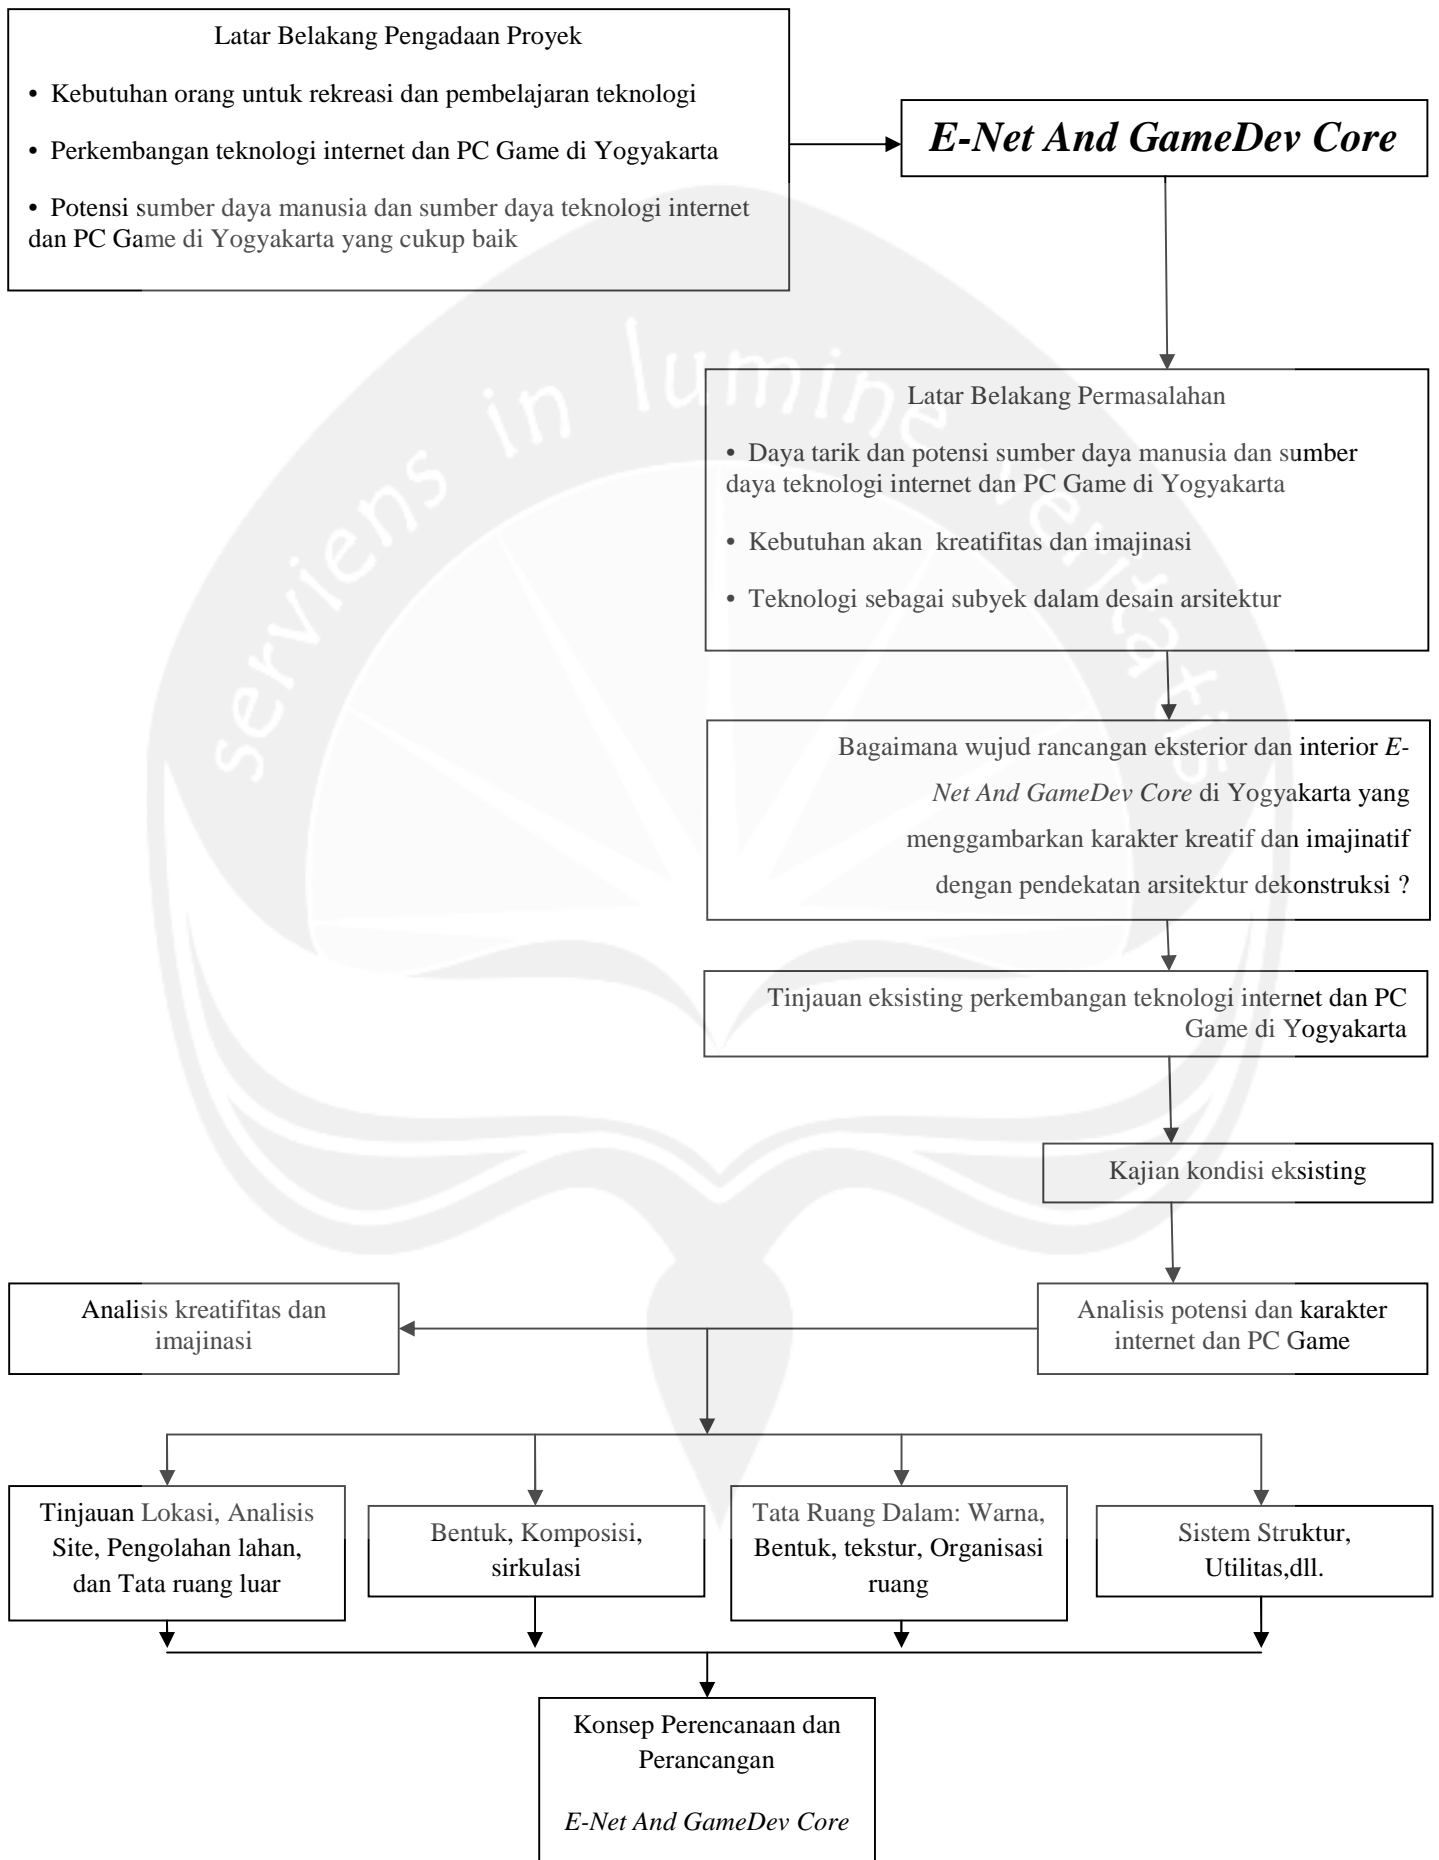 Latar Belakang Pengadaan Proyek
• Kebutuhan orang untuk rekreasi dan pembelajaran teknologi
• Perkembangan teknologi internet dan PC Game di Yogyakarta
• Potensi sumber daya manusia dan sumber daya teknologi internet
dan PC Game di Yogyakarta yang cukup baik
E-Net And GameDev Core
serviens in lumine veritatis
Latar Belakang Permasalahan
• Daya tarik dan potensi sumber daya manusia dan sumber
daya teknologi internet dan PC Game di Yogyakarta
• Kebutuhan akan kreatifitas dan imajinasi
• Teknologi sebagai subyek dalam desain arsitektur
Bagaimana wujud rancangan eksterior dan interior E-
Net And GameDev Core di Yogyakarta yang
menggambarkan karakter kreatif dan imajinatif
dengan pendekatan arsitektur dekonstruksi ?
Tinjauan eksisting perkembangan teknologi internet dan PC
Game di Yogyakarta
Kajian kondisi eksisting
Analisis kreatifitas dan
imajinasi
Analisis potensi dan karakter
internet dan PC Game
Tinjauan Lokasi, Analisis
Site, Pengolahan lahan,
dan Tata ruang luar
Bentuk, Komposisi,
sirkulasi
Tata Ruang Dalam: Warna,
Bentuk, tekstur, Organisasi
ruang
Sistem Struktur,
Utilitas,dll.
Konsep Perencanaan dan
Perancangan
E-Net And GameDev Core